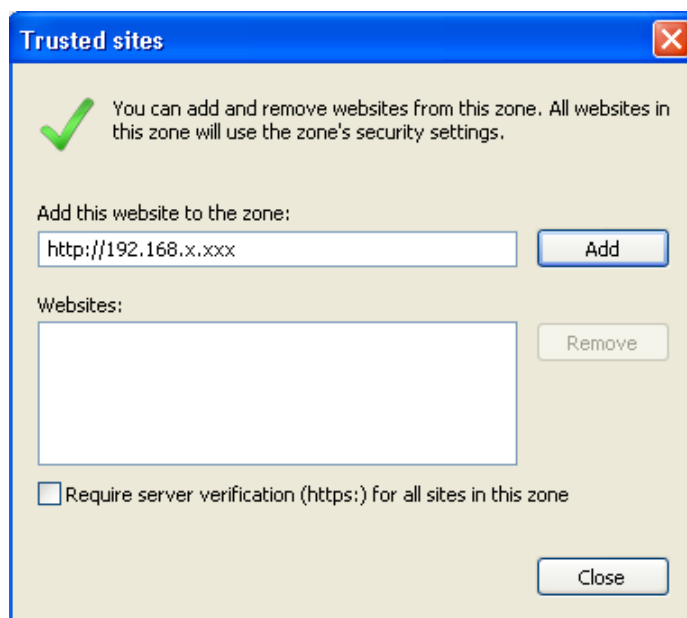 Trusted sites
You can add and remove websites from this zone. All websites in
this zone will use the zone's security settings.
Add this website to the zone:
http://192.168.x.xxx
Add
Websites:
Remove
Require server verification (https:) for all sites in this zone
Close